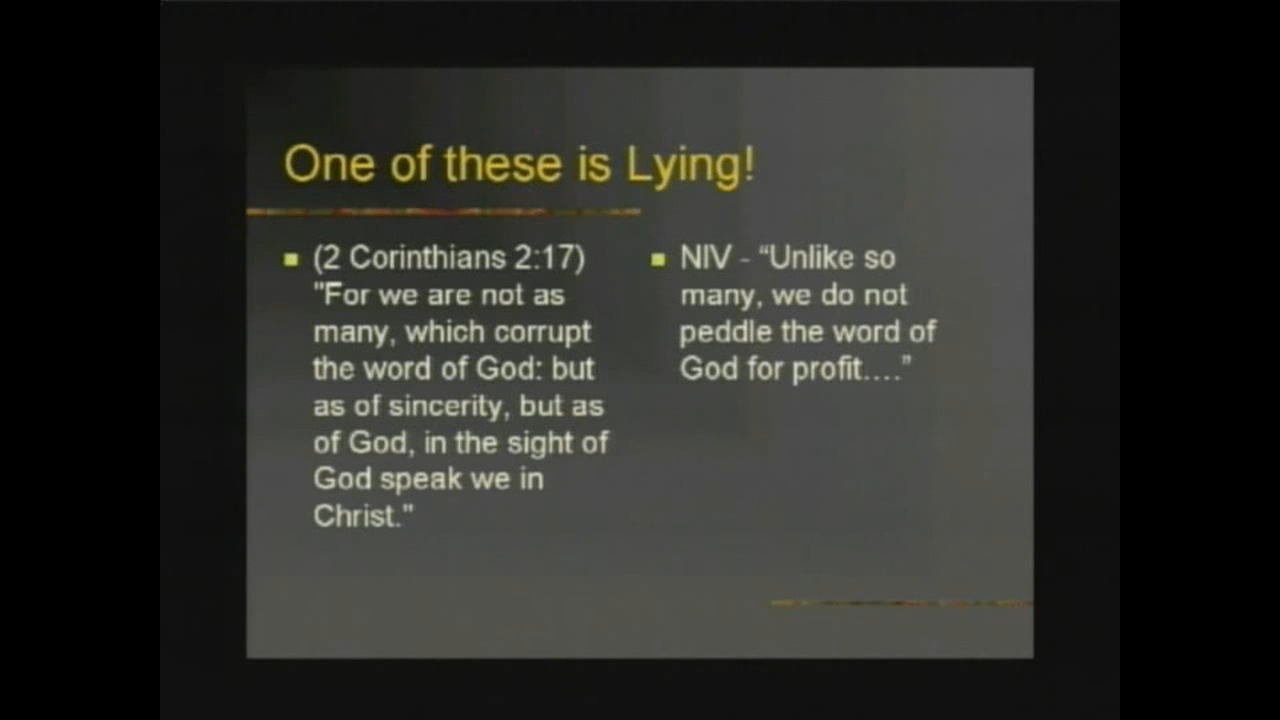 One of these is Lying!
(2 Corinthians 2:17)
"For we are not as
many, which corrupt
the word of God: but
as of sincerity, but as
of God, in the sight of
God speak we in
Christ."
NIV - “Unlike so
many, we do not
peddle the word of
God for profit....”